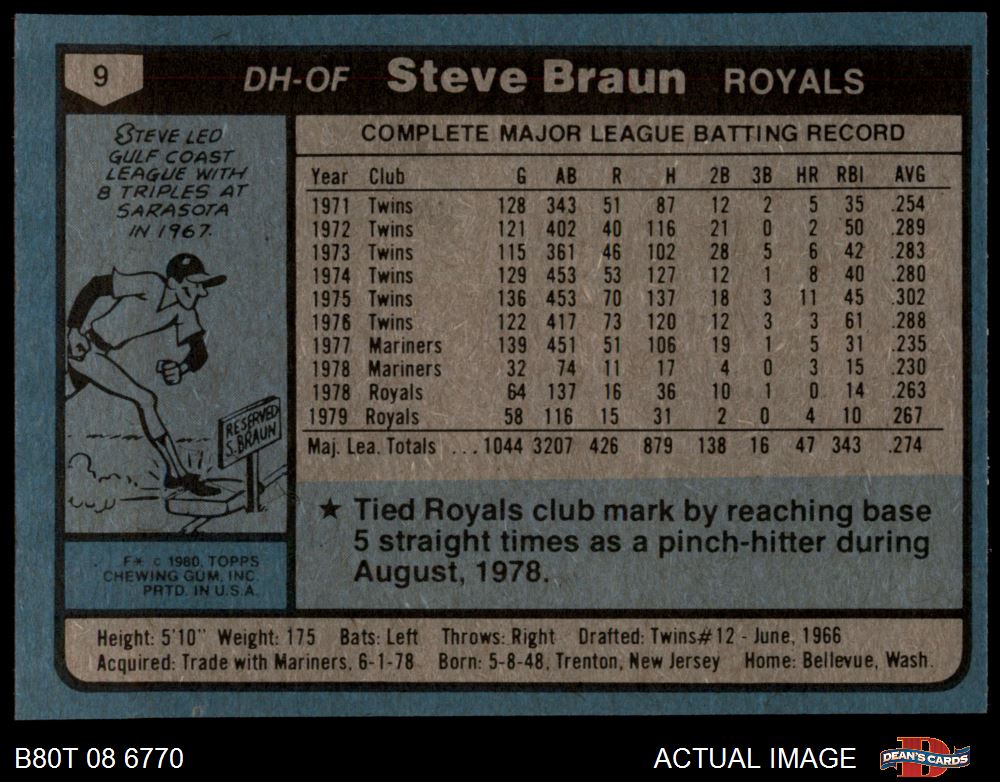 9 DH-OF Steve Braun ROYALS
STEVE LED
GULF COAST
LEAGUE WITH
8 TRIPLES AT
SARASOTA
IN 1967.
RESERVED
S. BRAUN
F✳ © 1980, TOPPS
CHEWING GUM, INC.
PRTD. IN U.S.A.
COMPLETE MAJOR LEAGUE BATTING RECORD
Year Club G AB R H 2B 3B HR RBI AVG
1971 Twins 128 343 51 87 12 2 5 35 .254
1972 Twins 121 402 40 116 21 0 2 50 .289
1973 Twins 115 361 46 102 28 5 6 42 .283
1974 Twins 129 453 53 127 12 1 8 40 .280
1975 Twins 136 453 70 137 18 3 11 45 .302
1976 Twins 122 417 73 120 12 3 3 61 .288
1977 Mariners 139 451 51 106 19 1 5 31 .235
1978 Mariners 32 74 11 17 4 0 3 15 .230
1978 Royals 64 137 16 36 10 1 0 14 .263
1979 Royals 58 116 15 31 2 0 4 10 .267
Maj. Lea. Totals ... 1044 3207 426 879 138 16 47 343 .274
★ Tied Royals club mark by reaching base
5 straight times as a pinch-hitter during
August, 1978.
Height: 5'10" Weight: 175 Bats: Left Throws: Right Drafted: Twins#12 - June, 1966
Acquired: Trade with Mariners, 6-1-78 Born: 5-8-48, Trenton, New Jersey Home: Bellevue, Wash.
B80T 08 6770 ACTUAL IMAGE DEAN'S CARDS